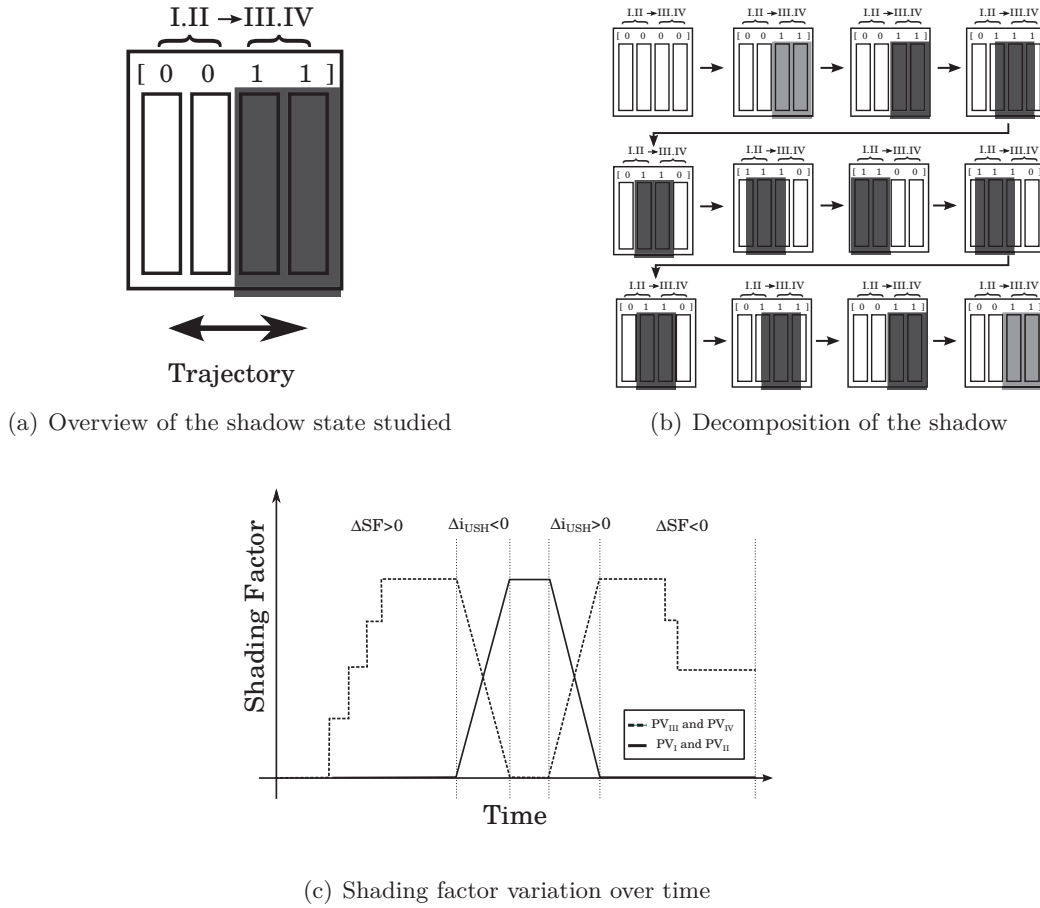 I.II →III.IV
[ 0 0 1 1 ]
Trajectory
(a) Overview of the shadow state studied
I.II →III.IV I.II →III.IV I.II →III.IV I.II →III.IV
[ 0 0 0 0 ] [ 0 0 1 1 ] [ 0 0 1 1 ] [ 0 1 1 1 ]
I.II →III.IV I.II →III.IV I.II →III.IV I.II →III.IV
[ 0 1 1 0 ] [ 1 1 1 0 ] [ 1 1 0 0 ] [ 1 1 1 0 ]
I.II →III.IV I.II →III.IV I.II →III.IV I.II →III.IV
[ 0 1 1 0 ] [ 0 1 1 1 ] [ 0 0 1 1 ] [ 0 0 1 1 ]
(b) Decomposition of the shadow
ΔSF>0 Δi_USH<0 Δi_USH>0 ΔSF<0
Shading Factor
PV_III and PV_IV
PV_I and PV_II
Time
(c) Shading factor variation over time